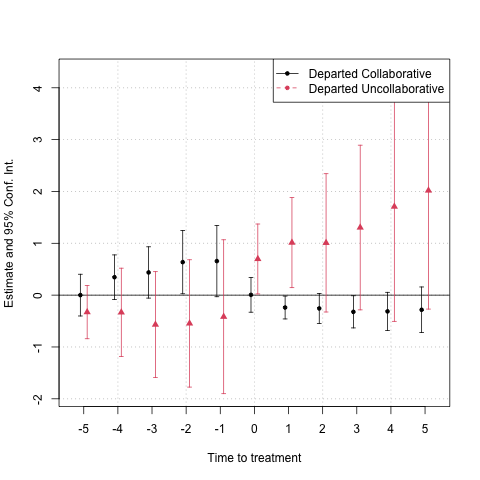 Departed Collaborative
Departed Uncollaborative
Estimate and 95% Conf. Int.
4
3
2
1
0
-1
-2
-5 -4 -3 -2 -1 0 1 2 3 4 5
Time to treatment